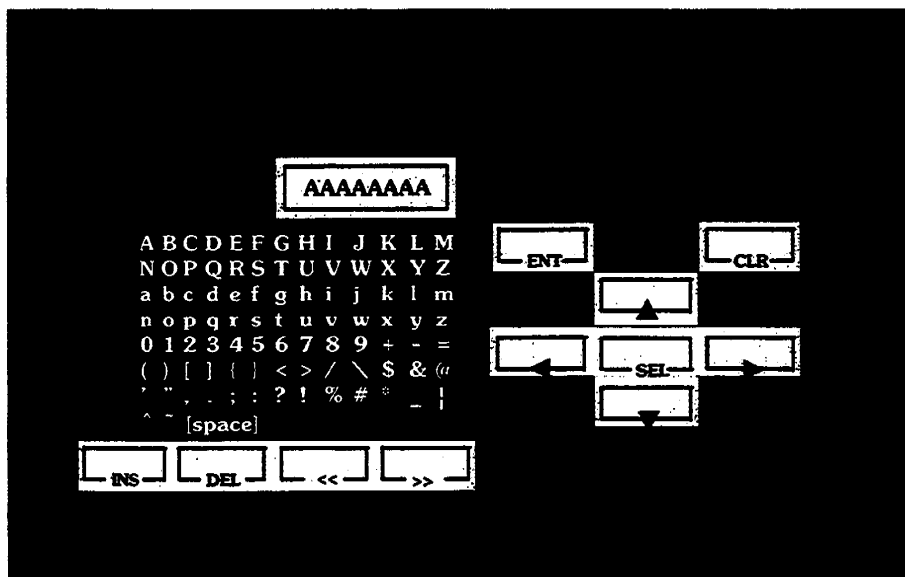 AAAAAAAA
A B C D E F G H I J K L M
N O P Q R S T U V W X Y Z
a b c d e f g h i j k l m
n o p q r s t u v w x y z
0 1 2 3 4 5 6 7 8 9 + - =
( ) [ ] { } < > / \ $ & @
' " , . ; : ? ! % # * _ ¦
^ ~ [space]
INS DEL << >>
ENT CLR
▲
◀ SEL ▶
▼